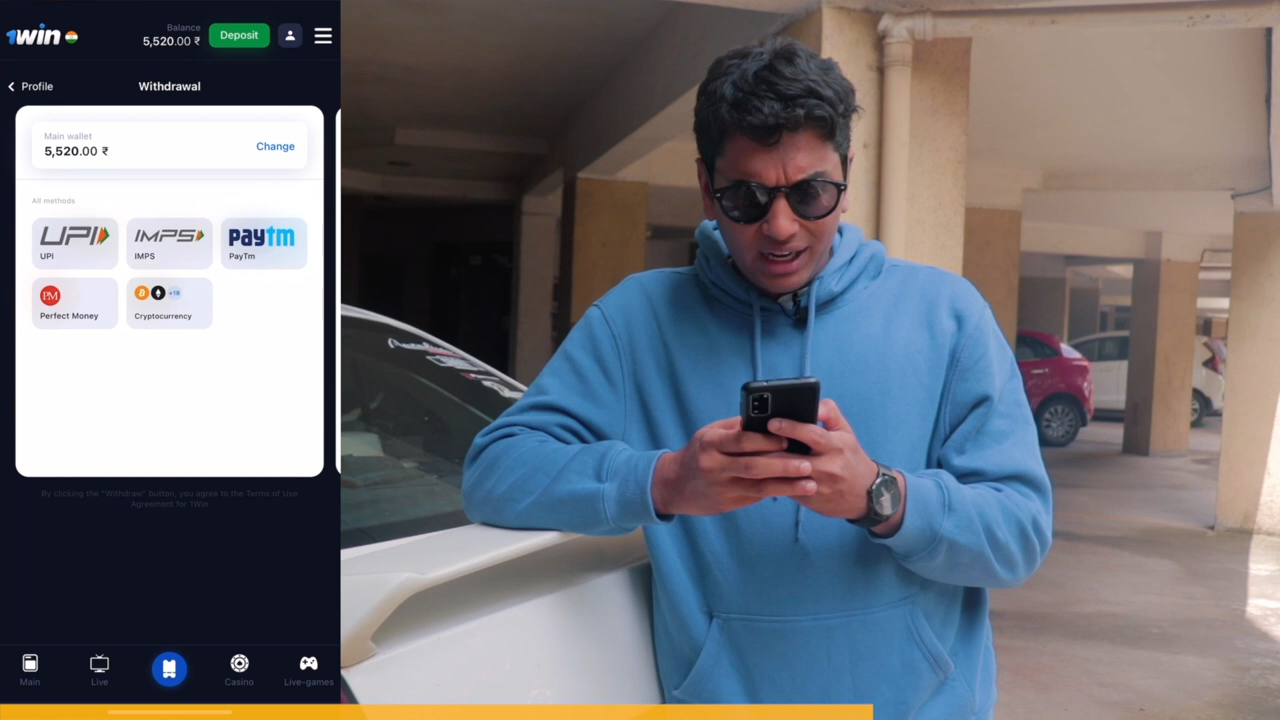 1win
Balance
5,520.00 ₹
Deposit
Profile
Withdrawal
Main wallet
5,520.00 ₹
Change
All methods
UPI
IMPS
paytm
UPI
IMPS
PayTm
PM
+18
Perfect Money
Cryptocurrency
By clicking the "Withdraw" button, you agree to the Terms of Use
Agreement for 1Win
Main
Live
Casino
Live-games